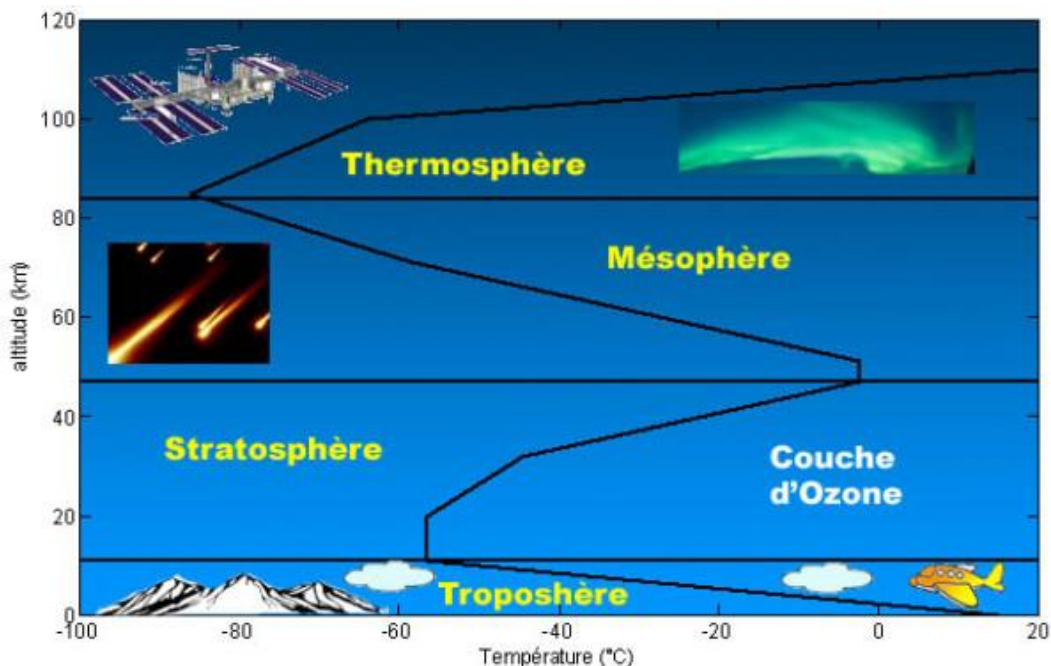 120
100
80
60
40
20
0
altitude (km)
Thermosphère
Mésophère
Stratosphère
Couche
d'Ozone
Troposhère
-100 -80 -60 -40 -20 0 20
Température (°C)